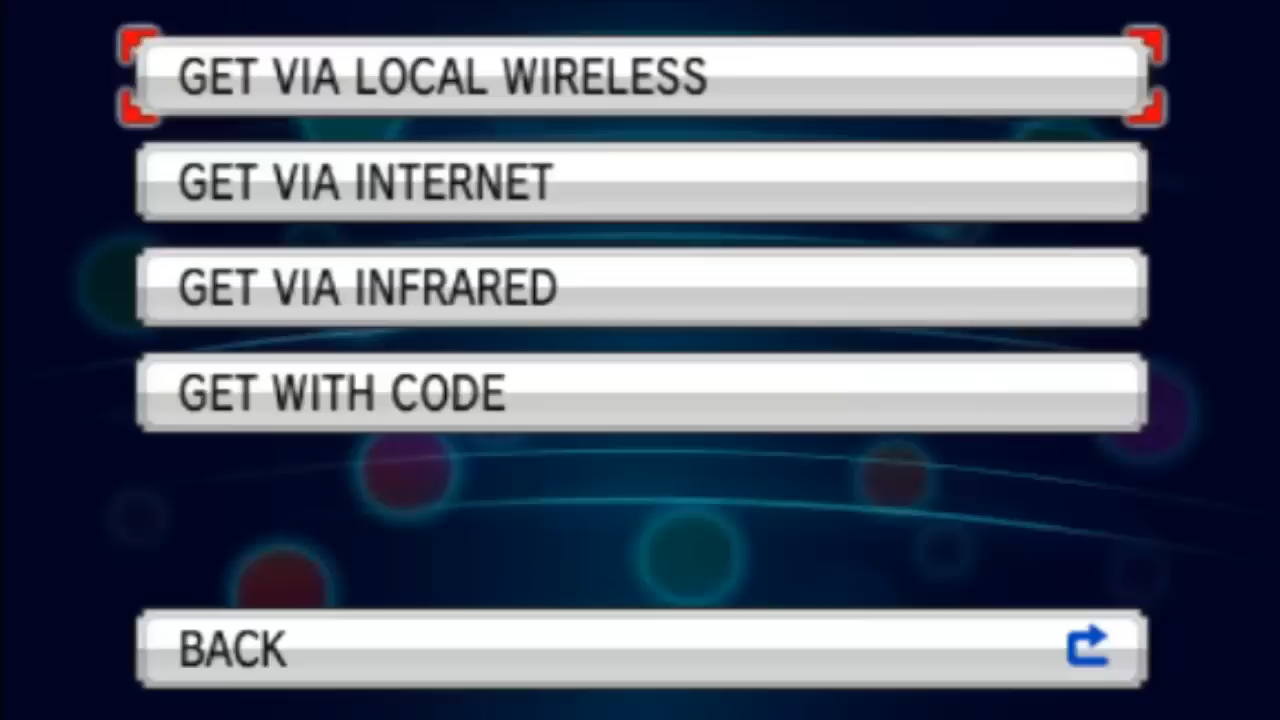 GET VIA LOCAL WIRELESS
GET VIA INTERNET
GET VIA INFRARED
GET WITH CODE
BACK